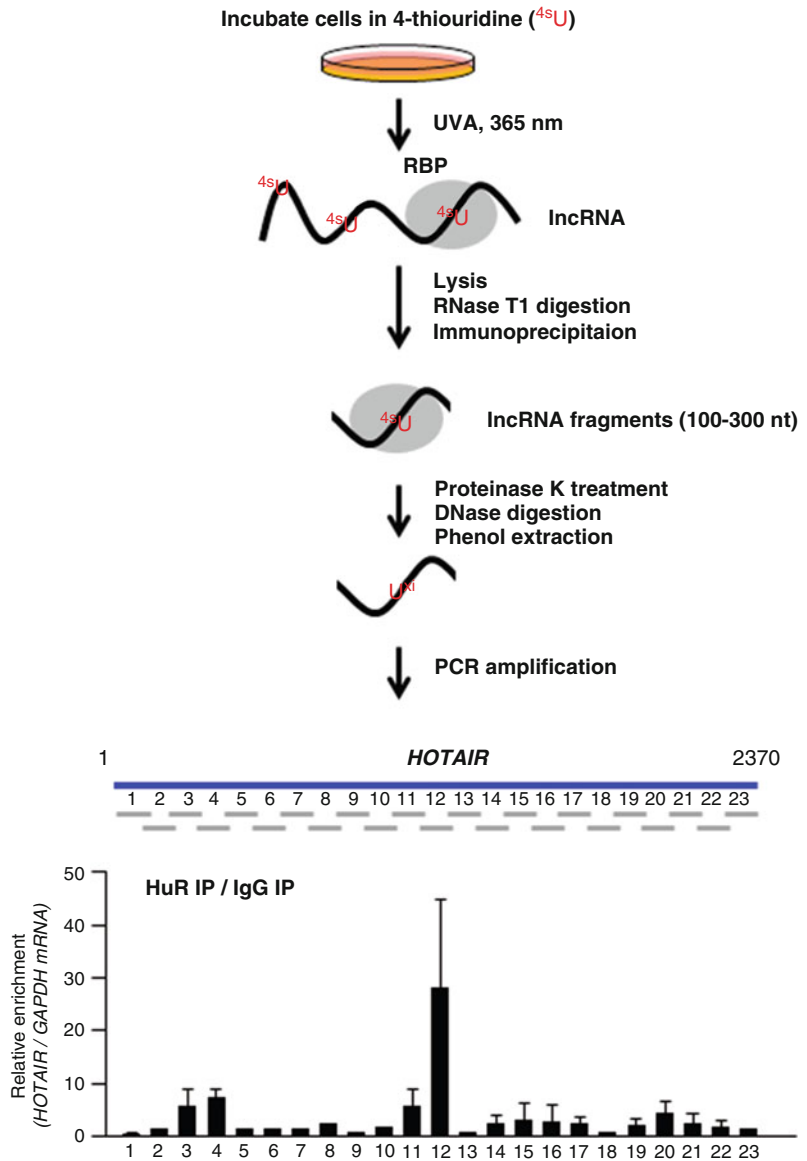 Incubate cells in 4-thiouridine (4sU)
UVA, 365 nm
RBP
4sU
4sU
4sU
lncRNA
Lysis
RNase T1 digestion
Immunoprecipitaion
4sU
lncRNA fragments (100-300 nt)
Proteinase K treatment
DNase digestion
Phenol extraction
Uxl
PCR amplification
1 HOTAIR 2370
1 2 3 4 5 6 7 8 9 10 11 12 13 14 15 16 17 18 19 20 21 22 23
HuR IP / IgG IP
Relative enrichment
(HOTAIR / GAPDH mRNA)
50
40
30
20
10
0
1 2 3 4 5 6 7 8 9 10 11 12 13 14 15 16 17 18 19 20 21 22 23